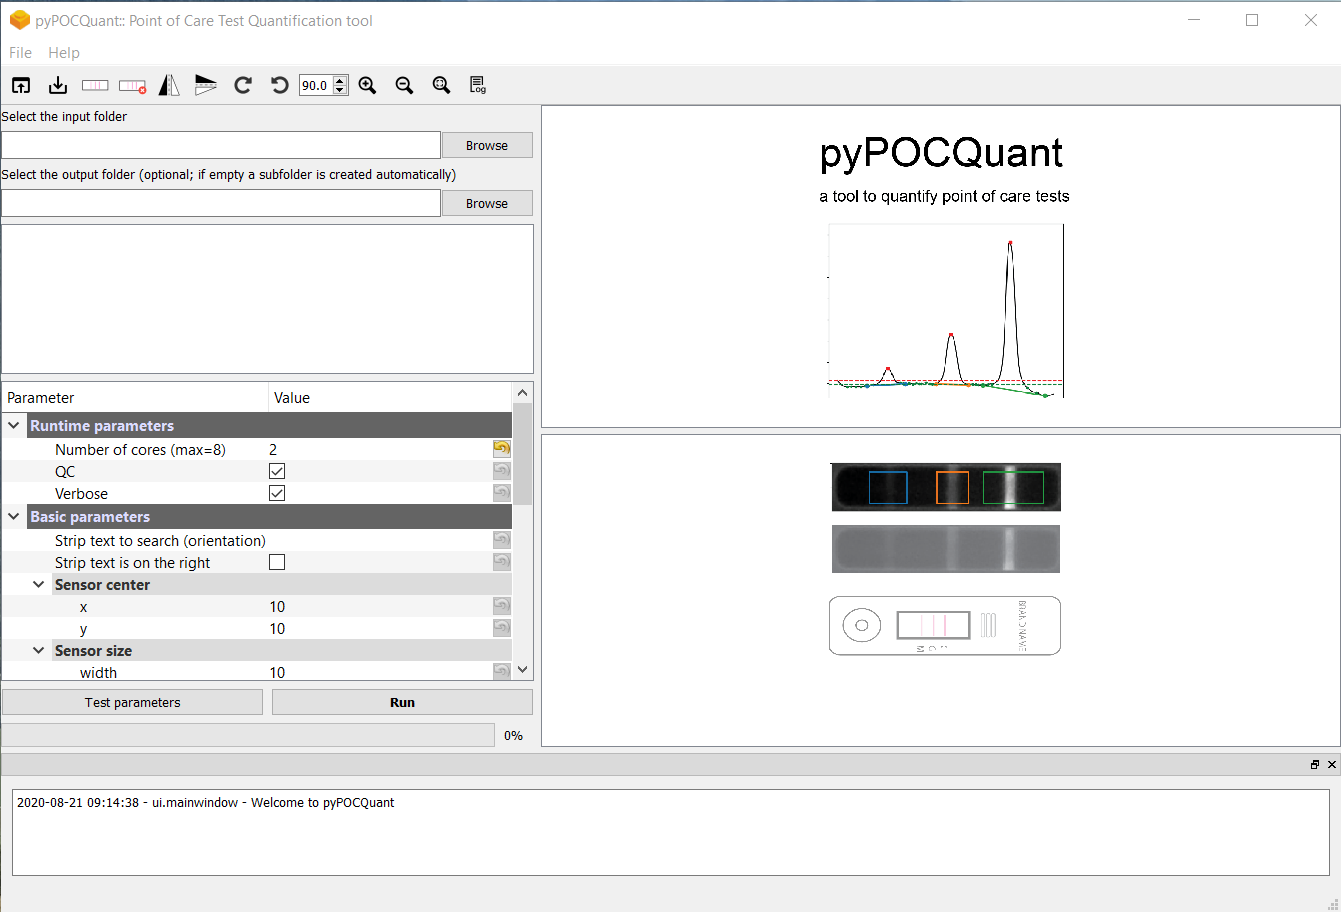 pyPOCQuant:: Point of Care Test Quantification tool
File Help
90.0
Log
Select the input folder
Browse
Select the output folder (optional; if empty a subfolder is created automatically)
Browse
Parameter Value
Runtime parameters
Number of cores (max=8) 2
QC
Verbose
Basic parameters
Strip text to search (orientation)
Strip text is on the right
Sensor center
x 10
y 10
Sensor size
width 10
Test parameters Run
0%
pyPOCQuant
a tool to quantify point of care tests
BRAND NAME
2020-08-21 09:14:38 - ui.mainwindow - Welcome to pyPOCQuant